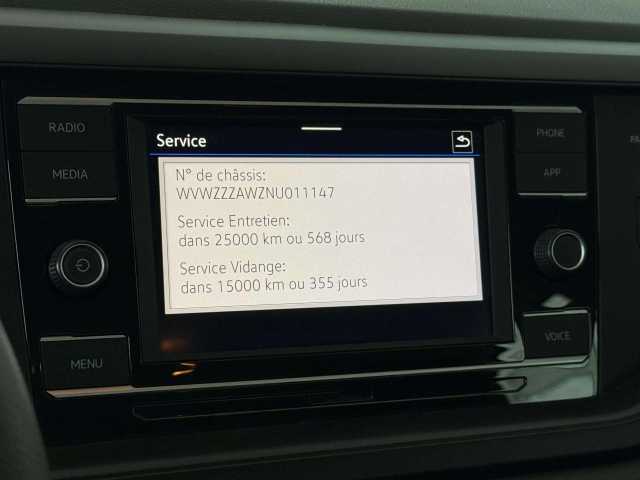 RADIO
MEDIA
MENU
Service
N° de châssis:
WVWZZZAWZNU011147
Service Entretien:
dans 25000 km ou 568 jours
Service Vidange:
dans 15000 km ou 355 jours
PHONE
APP
VOICE